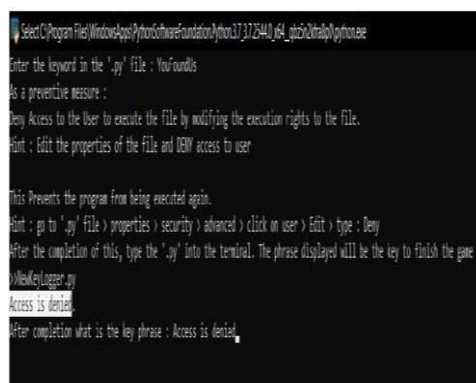 Select C:\Program Files\WindowsApps\PythonSoftwareFoundation.Python.3.7_3.7.2544.0_x64__qbz5n2kfra8p0\python.exe
Enter the keyword in the '.py' file : YouFoundUs
As a preventive measure :
Deny Access to the User to execute the file by modifying the execution rights to the file.
Hint : Edit the properties of the file and DENY access to user
This Prevents the program from being executed again.
Hint : go to '.py' file > properties > security > advanced > click on user > Edit > type : Deny
After the completion of this, type the '.py' into the terminal. The phrase displayed will be the key to finish the game
>>NewKeyLogger.py
Access is denied.
After completion what is the key phrase : Access is denied